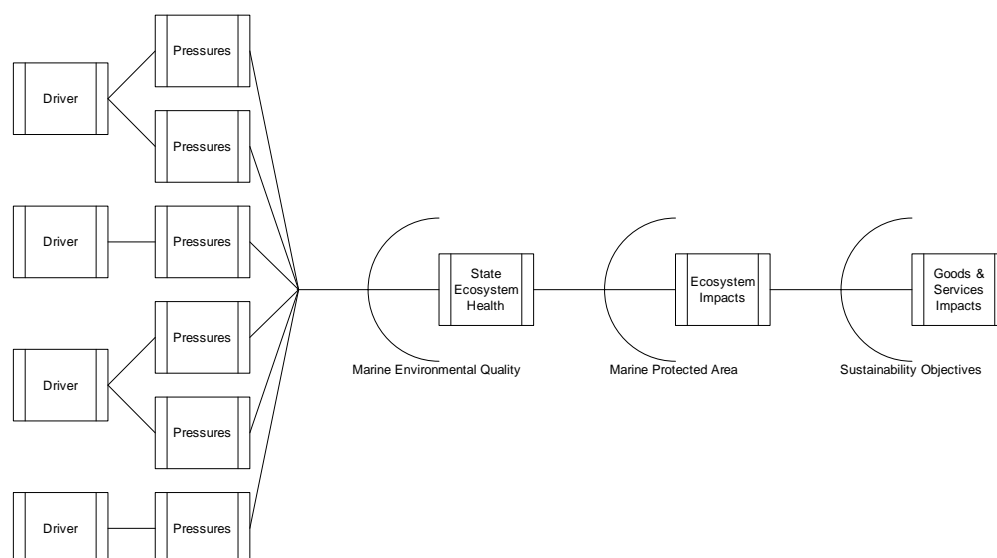 Pressures
Driver
Pressures
Driver
Pressures
State
Ecosystem
Health
Ecosystem
Impacts
Goods &
Services
Impacts
Pressures
Marine Environmental Quality
Marine Protected Area
Sustainability Objectives
Driver
Pressures
Driver
Pressures